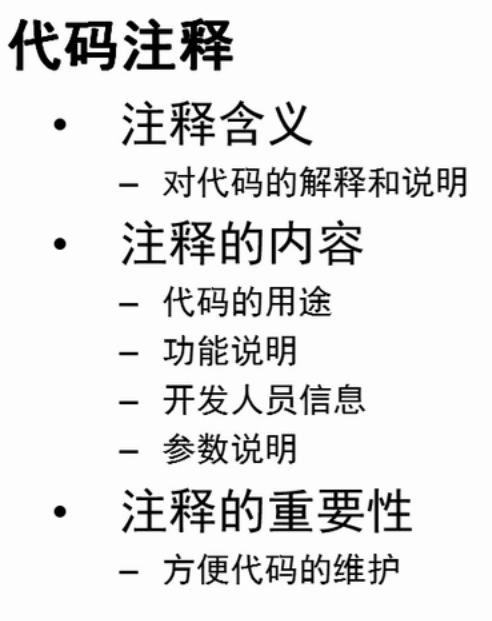 代码注释
• 注释含义
– 对代码的解释和说明
• 注释的内容
– 代码的用途
– 功能说明
– 开发人员信息
– 参数说明
• 注释的重要性
– 方便代码的维护